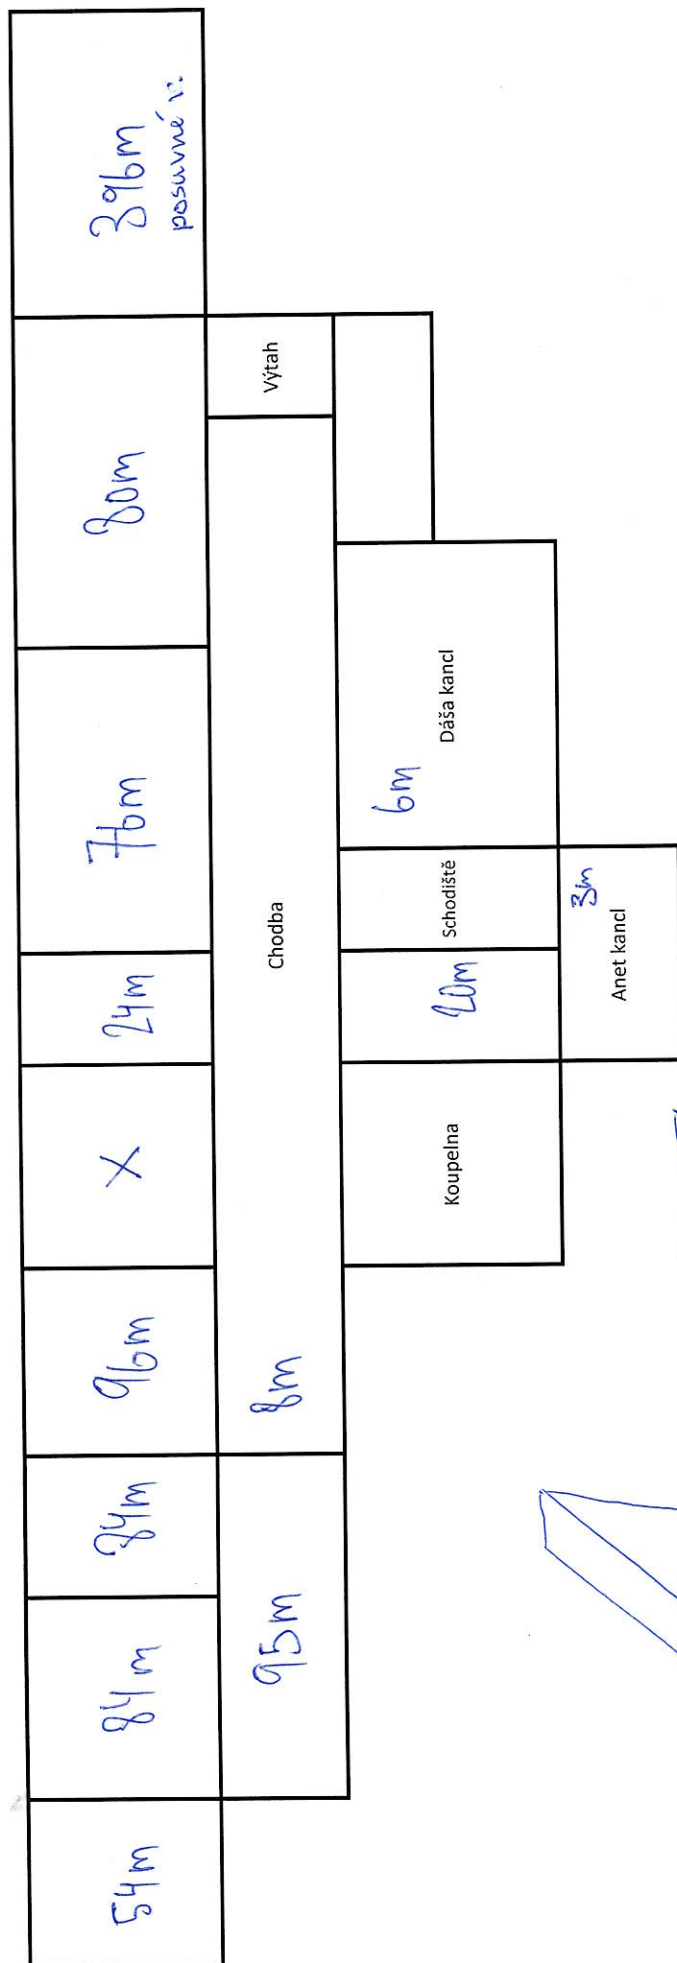 54m
84m
84m
96m
X
24m
76m
80m
396m
posuvné
95m
8m
Chodba
Výtah
Koupelna
20m
Schodiště
6m
Dáša kancl
3m
Anet kancl